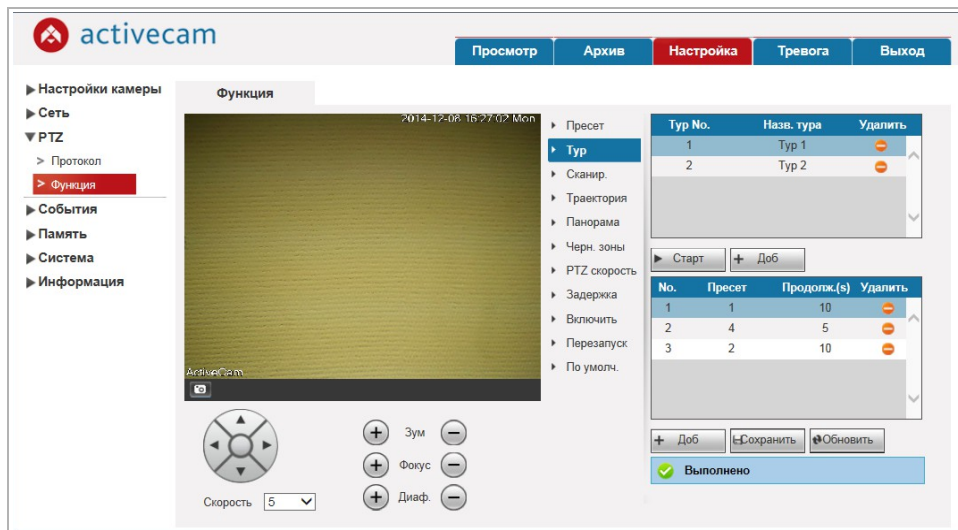 activecam
Просмотр Архив Настройка Тревога Выход
Настройки камеры
Сеть
PTZ
> Протокол
> Функция
События
Память
Система
Информация
Функция
2014-12-08 16:27:02 Mon
ActiveCam
Пресет
Тур
Сканир.
Траектория
Панорама
Черн. зоны
PTZ скорость
Задержка
Включить
Перезапуск
По умолч.
Тур No. Назв. тура Удалить
1 Тур 1
2 Тур 2
Старт + Доб
No. Пресет Продолж.(s) Удалить
1 1 10
2 4 5
3 2 10
+ Доб Сохранить Обновить
Выполнено
+ Зум −
+ Фокус −
Скорость 5 + Диаф. −